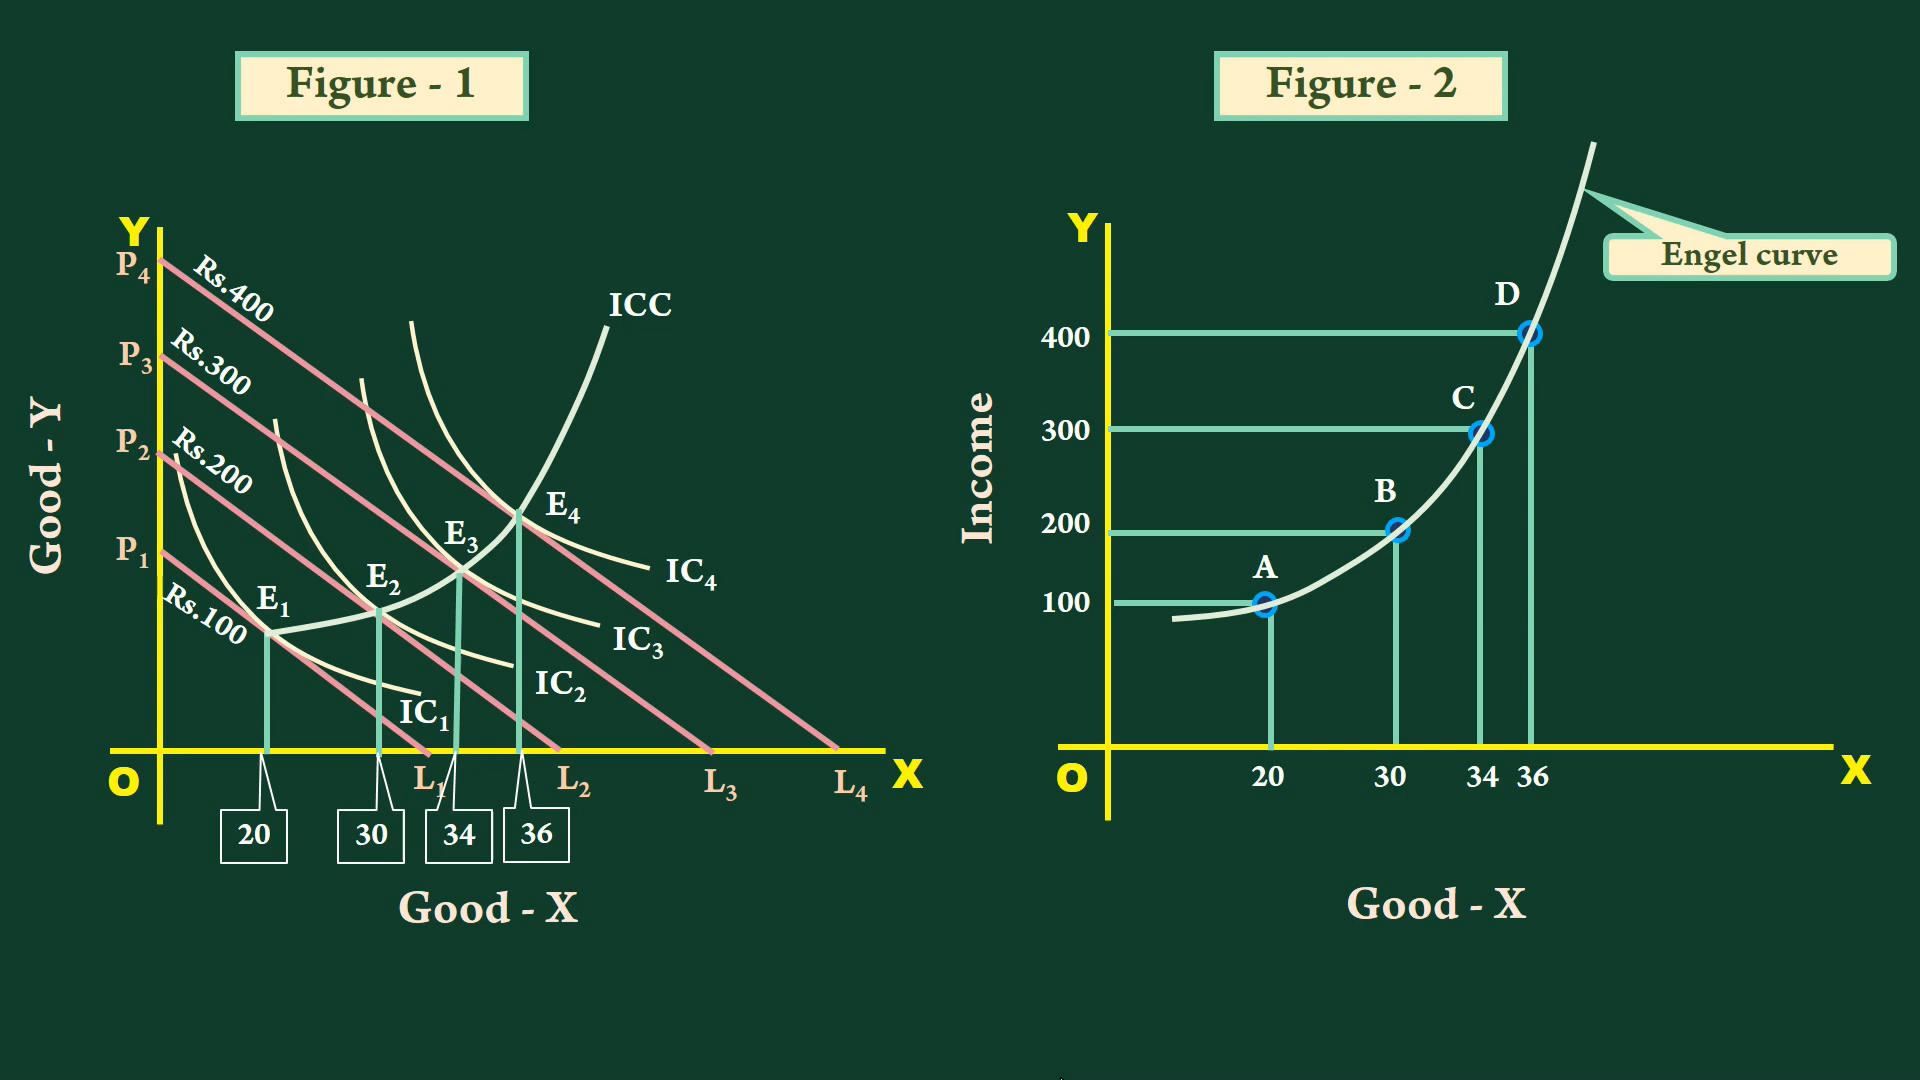 Figure - 1
Y
P4
Rs.400
ICC
P3
Rs.300
Good - Y
P2
Rs.200
E4
E3
P1
IC4
E2
Rs.100
E1
IC3
IC2
IC1
O
L1
L2
L3
L4
X
20
30
34
36
Good - X
Figure - 2
Y
Engel curve
D
400
C
300
Income
B
200
A
100
O
20
30
34
36
X
Good - X